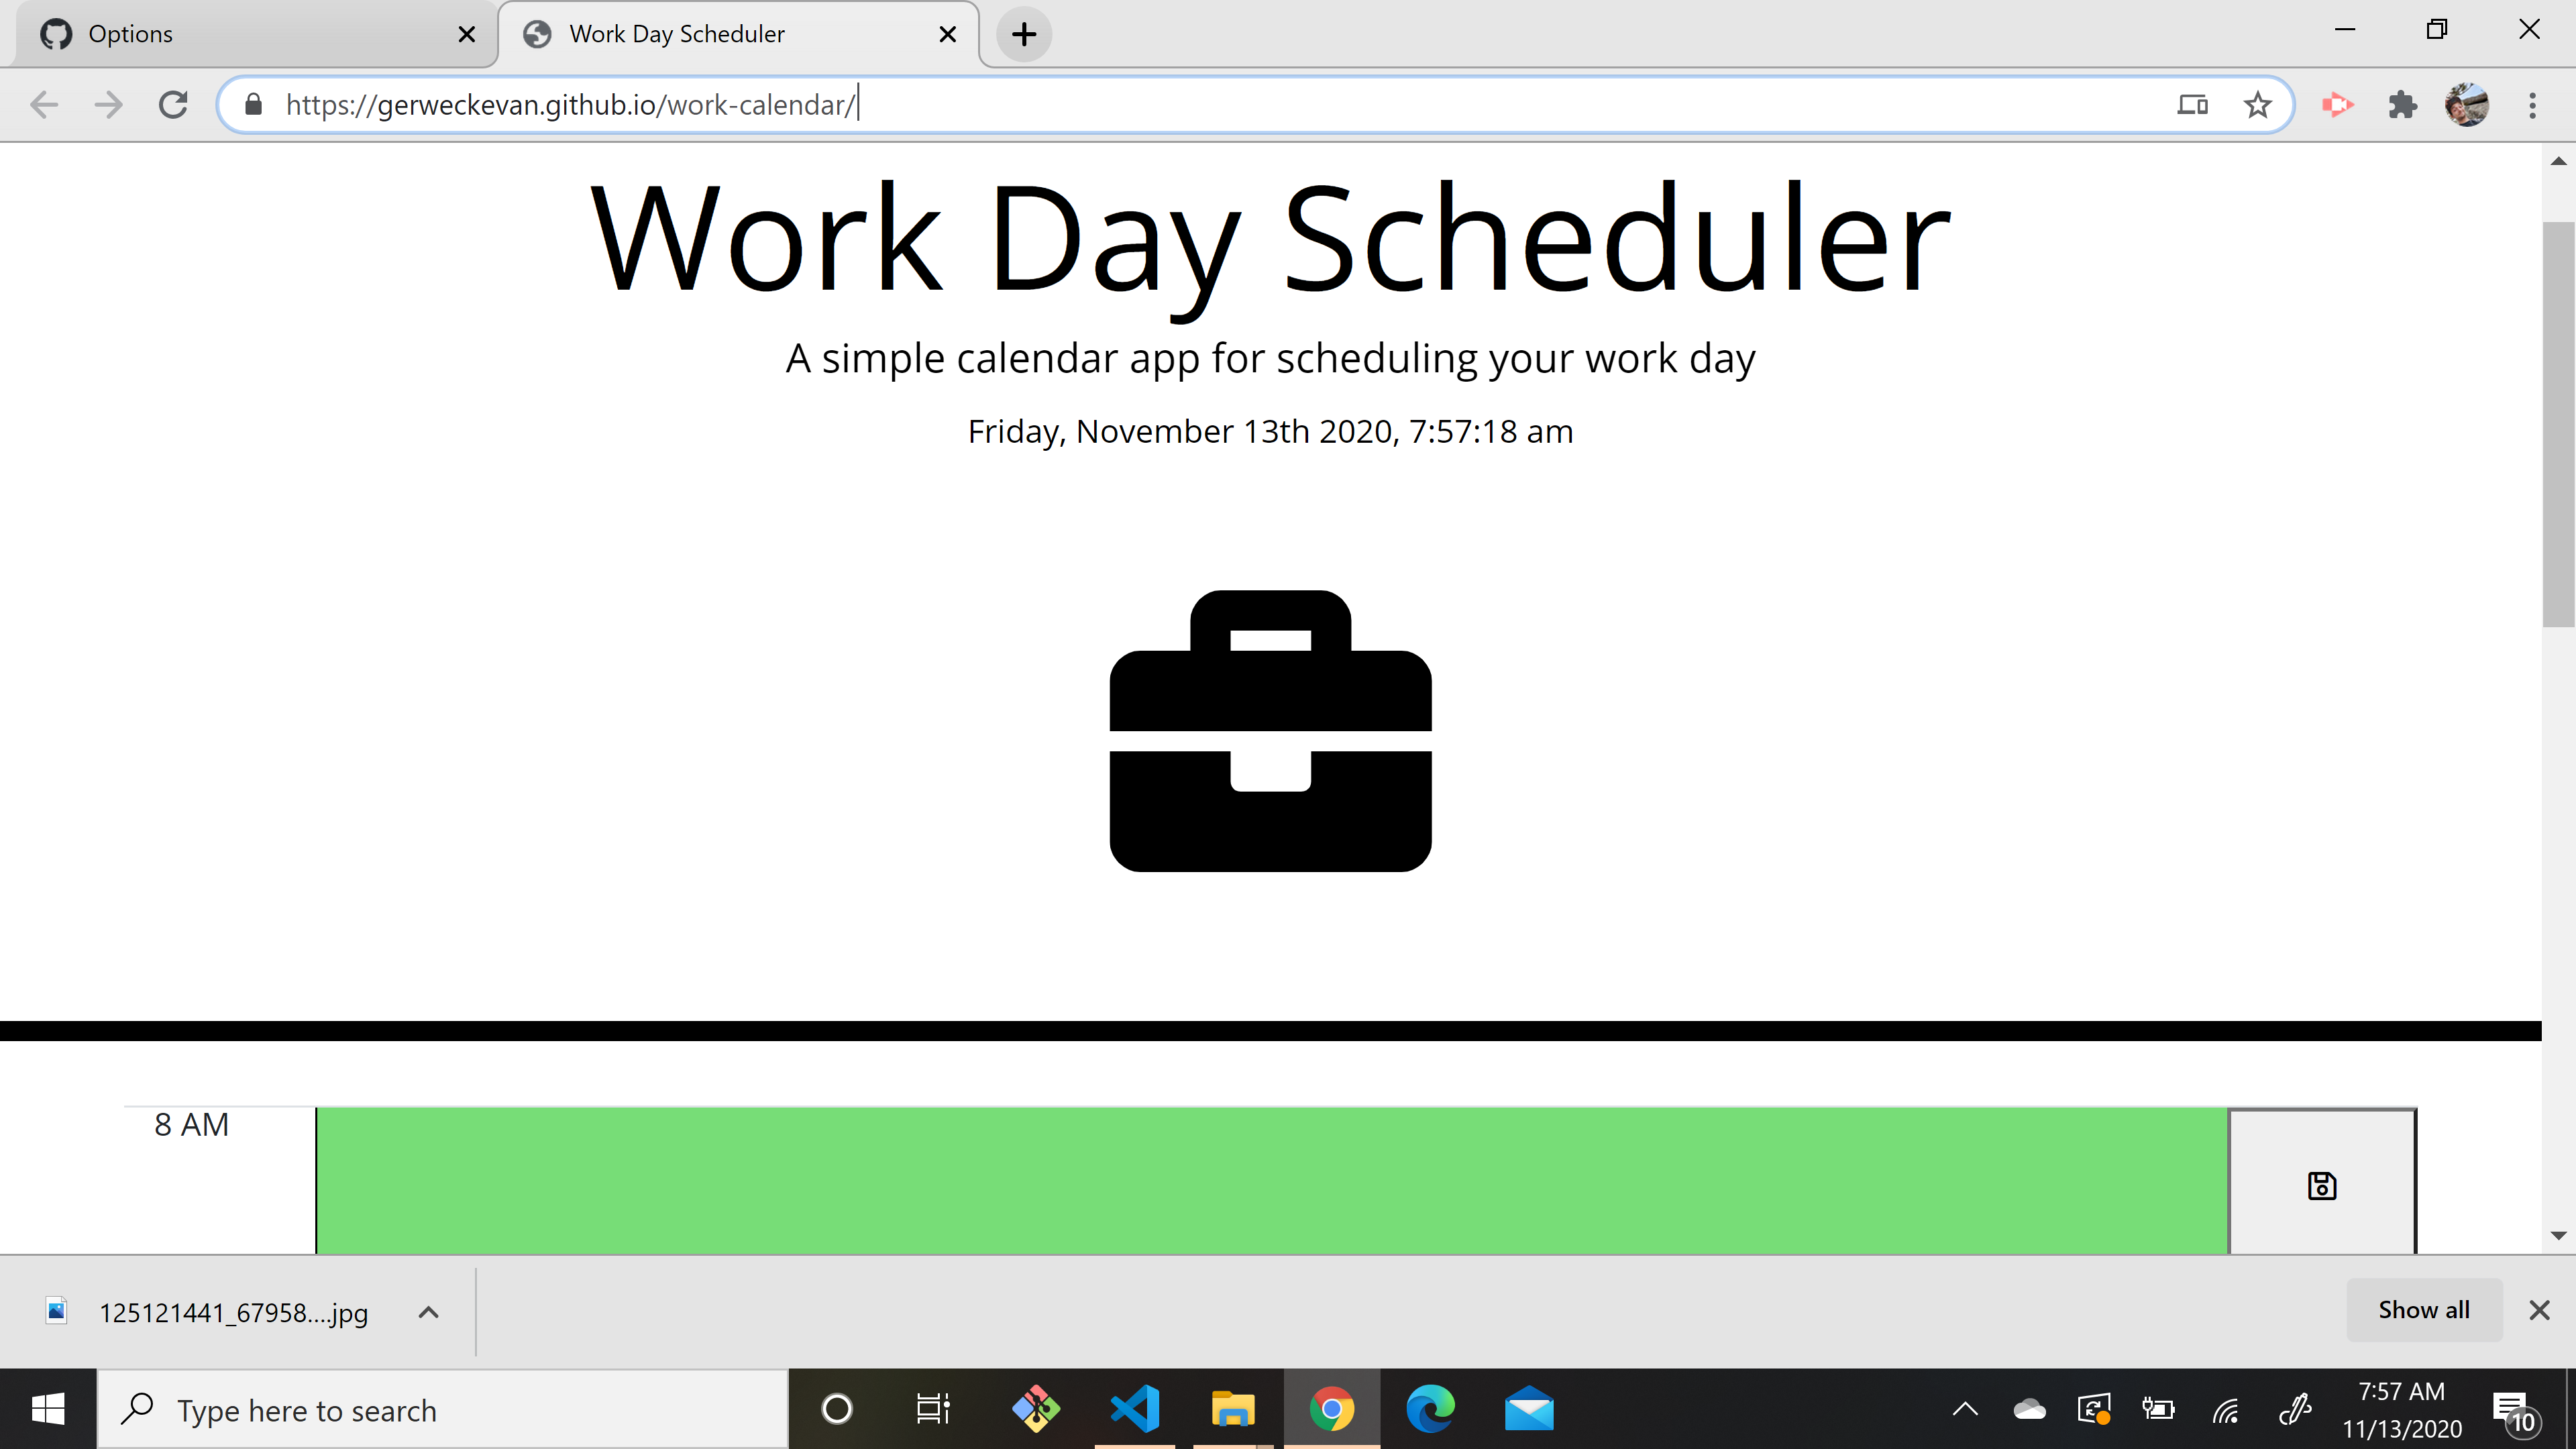 Options
Work Day Scheduler
https://gerweckevan.github.io/work-calendar/
Work Day Scheduler
A simple calendar app for scheduling your work day
Friday, November 13th 2020, 7:57:18 am
8 AM
125121441_67958....jpg
Show all
Type here to search
7:57 AM
11/13/2020
10